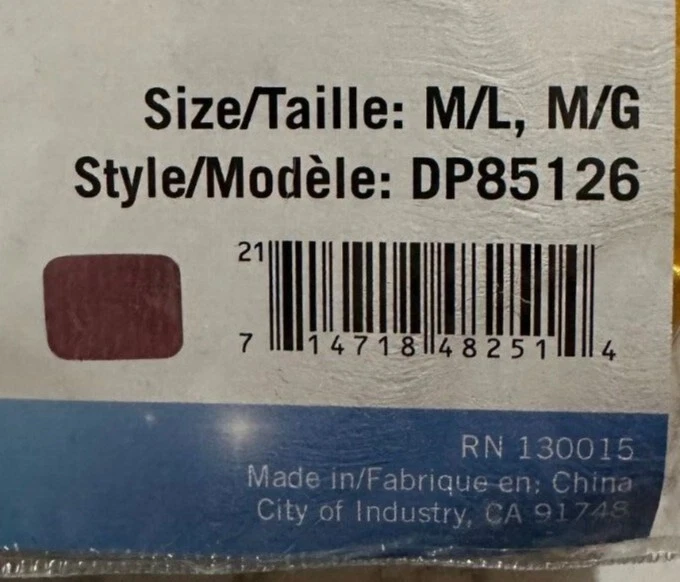 Size/Taille: M/L, M/G
Style/Modèle: DP85126
21
7 14718 48251 4
RN 130015
Made in/Fabrique en: China
City of Industry, CA 91748